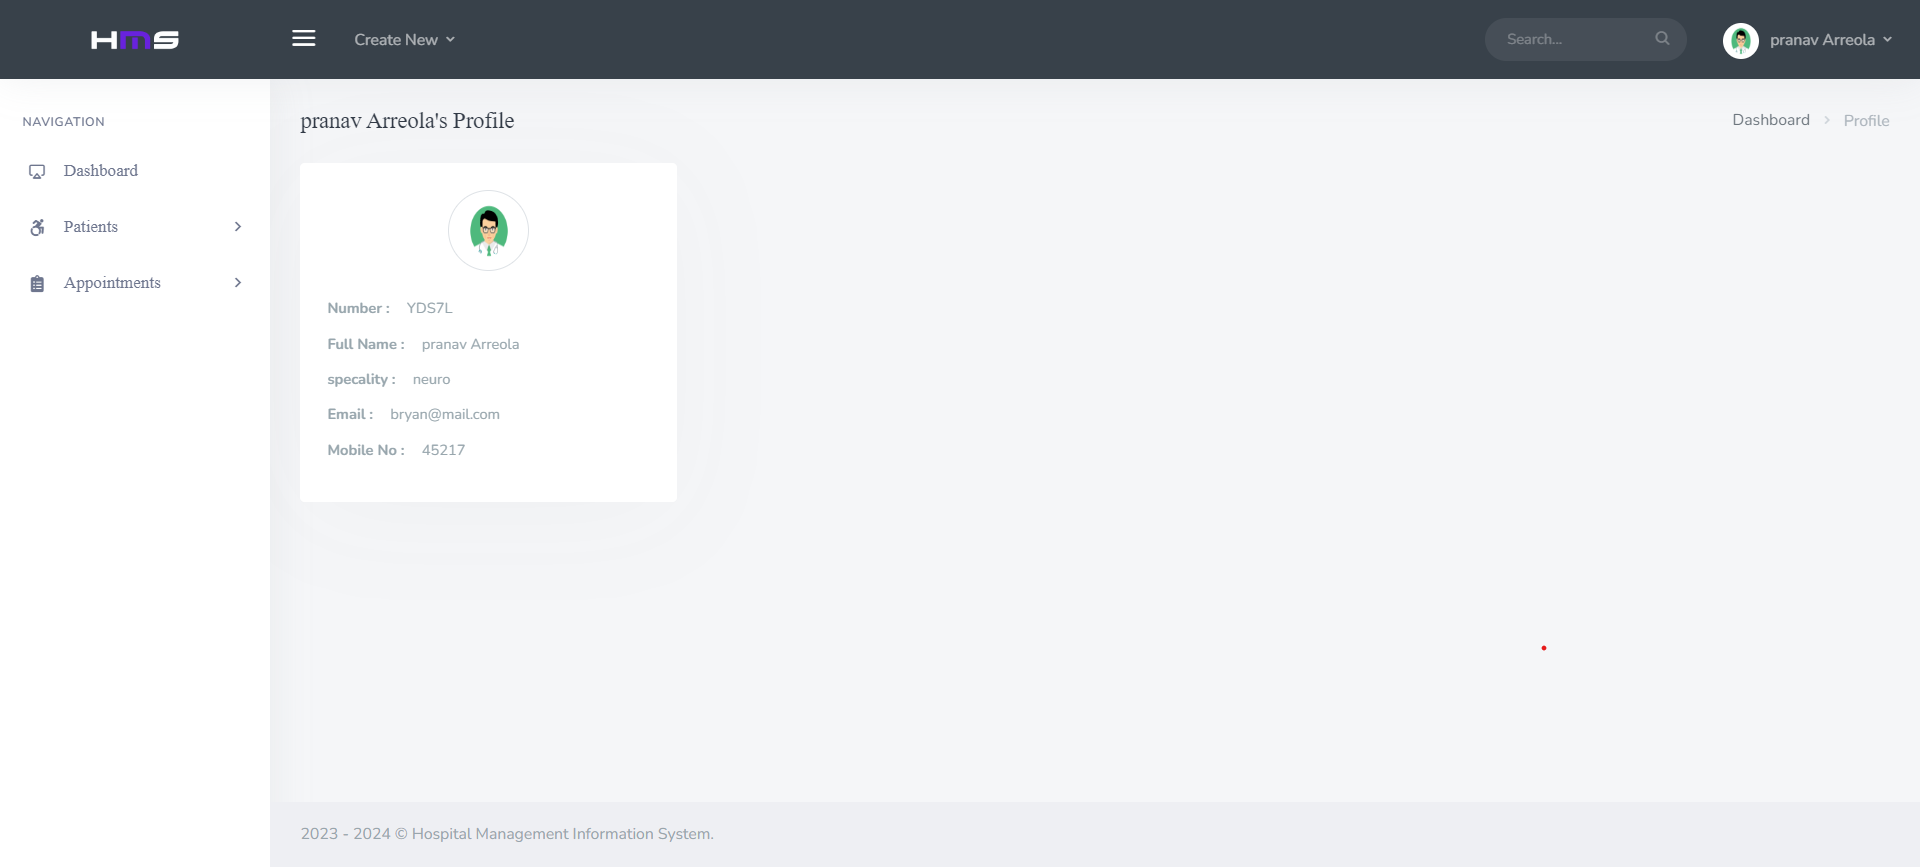 HMS
Create New
Search...
pranav Arreola
NAVIGATION
Dashboard
Patients
Appointments
pranav Arreola's Profile
Dashboard > Profile
Number : YDS7L
Full Name : pranav Arreola
specality : neuro
Email : bryan@mail.com
Mobile No : 45217
2023 - 2024 © Hospital Management Information System.